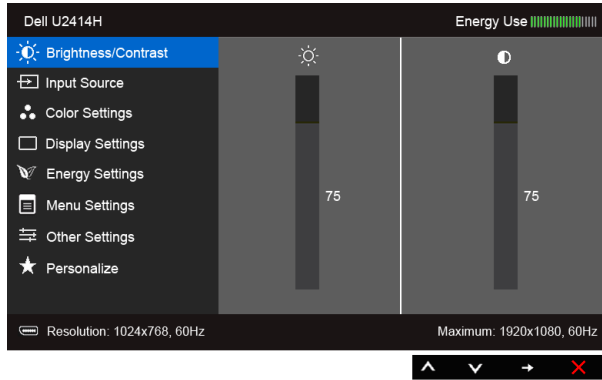 Dell U2414H
Energy Use
Brightness/Contrast
Input Source
Color Settings
Display Settings
Energy Settings
Menu Settings
Other Settings
Personalize
75
75
Resolution: 1024x768, 60Hz
Maximum: 1920x1080, 60Hz